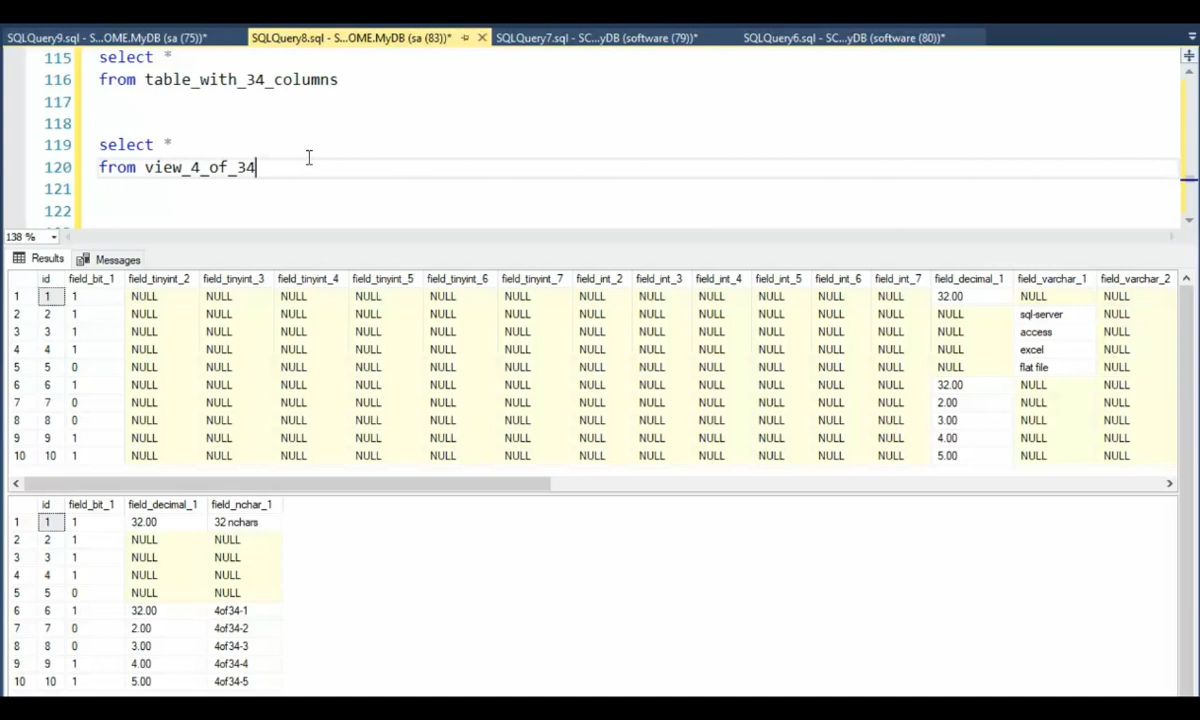 SQLQuery9.sql - S...OME.MyDB (sa (75))* SQLQuery8.sql - S...OME.MyDB (sa (83))* SQLQuery7.sql - SC...yDB (software (79))* SQLQuery6.sql - SC...yDB (software (80))*
115 select *
116 from table_with_34_columns
117
118
119 select *
120 from view_4_of_34
121
122
138 %
Results Messages
id field_bit_1 field_tinyint_2 field_tinyint_3 field_tinyint_4 field_tinyint_5 field_tinyint_6 field_tinyint_7 field_int_2 field_int_3 field_int_4 field_int_5 field_int_6 field_int_7 field_decimal_1 field_varchar_1 field_varchar_2
1 1 1 NULL NULL NULL NULL NULL NULL NULL NULL NULL NULL NULL NULL 32.00 NULL NULL
2 2 1 NULL NULL NULL NULL NULL NULL NULL NULL NULL NULL NULL NULL NULL sql-server NULL
3 3 1 NULL NULL NULL NULL NULL NULL NULL NULL NULL NULL NULL NULL NULL access NULL
4 4 1 NULL NULL NULL NULL NULL NULL NULL NULL NULL NULL NULL NULL NULL excel NULL
5 5 0 NULL NULL NULL NULL NULL NULL NULL NULL NULL NULL NULL NULL NULL flat file NULL
6 6 1 NULL NULL NULL NULL NULL NULL NULL NULL NULL NULL NULL NULL 32.00 NULL NULL
7 7 0 NULL NULL NULL NULL NULL NULL NULL NULL NULL NULL NULL NULL 2.00 NULL NULL
8 8 0 NULL NULL NULL NULL NULL NULL NULL NULL NULL NULL NULL NULL 3.00 NULL NULL
9 9 1 NULL NULL NULL NULL NULL NULL NULL NULL NULL NULL NULL NULL 4.00 NULL NULL
10 10 1 NULL NULL NULL NULL NULL NULL NULL NULL NULL NULL NULL NULL 5.00 NULL NULL
id field_bit_1 field_decimal_1 field_nchar_1
1 1 1 32.00 32 nchars
2 2 1 NULL NULL
3 3 1 NULL NULL
4 4 1 NULL NULL
5 5 0 NULL NULL
6 6 1 32.00 4of34-1
7 7 0 2.00 4of34-2
8 8 0 3.00 4of34-3
9 9 1 4.00 4of34-4
10 10 1 5.00 4of34-5